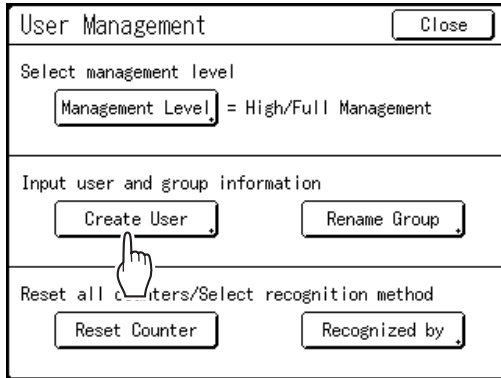 User Management
Close
Select management level
Management Level = High/Full Management
Input user and group information
Create User
Rename Group
Reset all /Select recognition method
Reset Counter
Recognized by